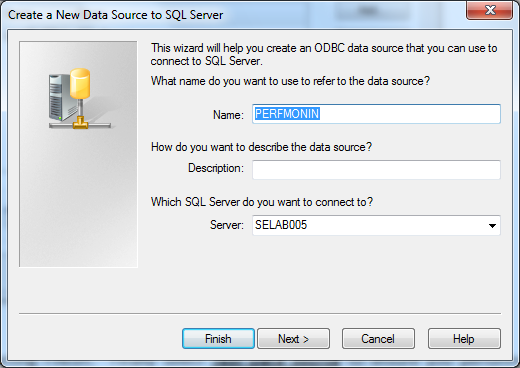 Create a New Data Source to SQL Server
This wizard will help you create an ODBC data source that you can use to
connect to SQL Server.
What name do you want to use to refer to the data source?
Name: PERFMONIN
How do you want to describe the data source?
Description:
Which SQL Server do you want to connect to?
Server: SELAB005
Finish Next > Cancel Help